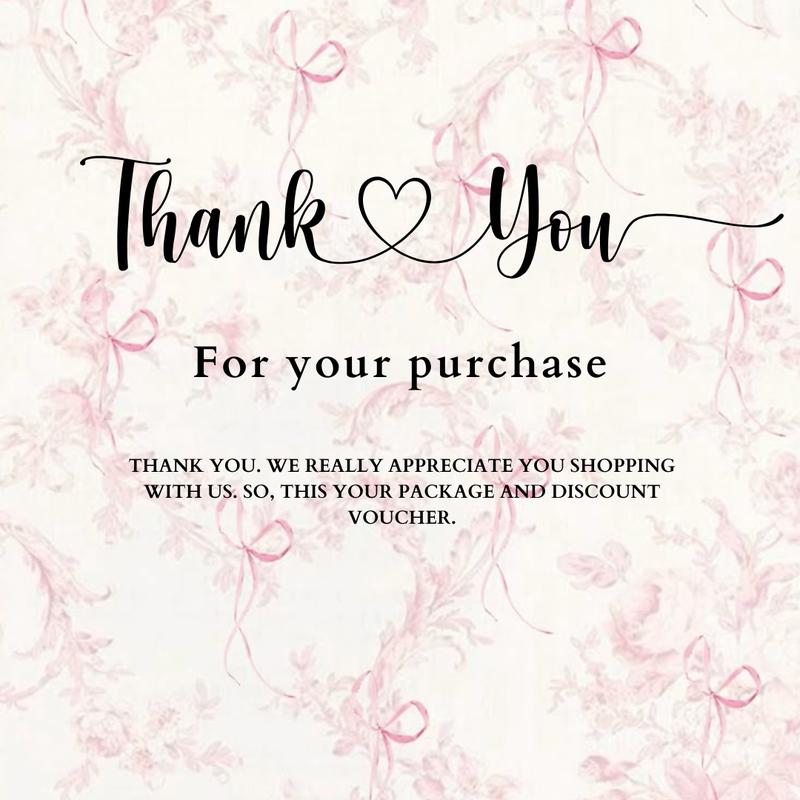 Thank You
For your purchase
THANK YOU. WE REALLY APPRECIATE YOU SHOPPING
WITH US. SO, THIS YOUR PACKAGE AND DISCOUNT
VOUCHER.